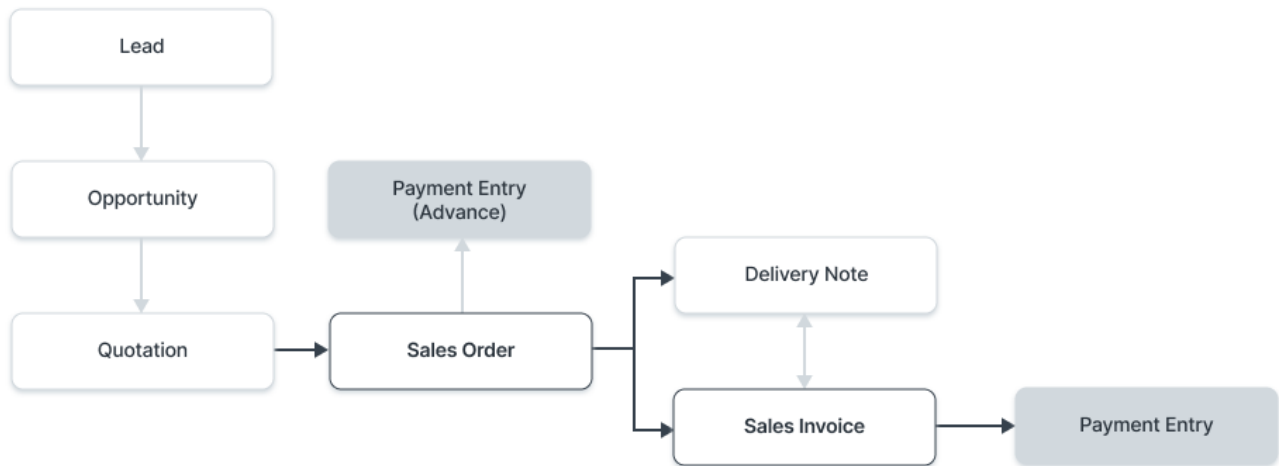 Lead
Opportunity
Payment Entry
(Advance)
Delivery Note
Quotation
Sales Order
Sales Invoice
Payment Entry